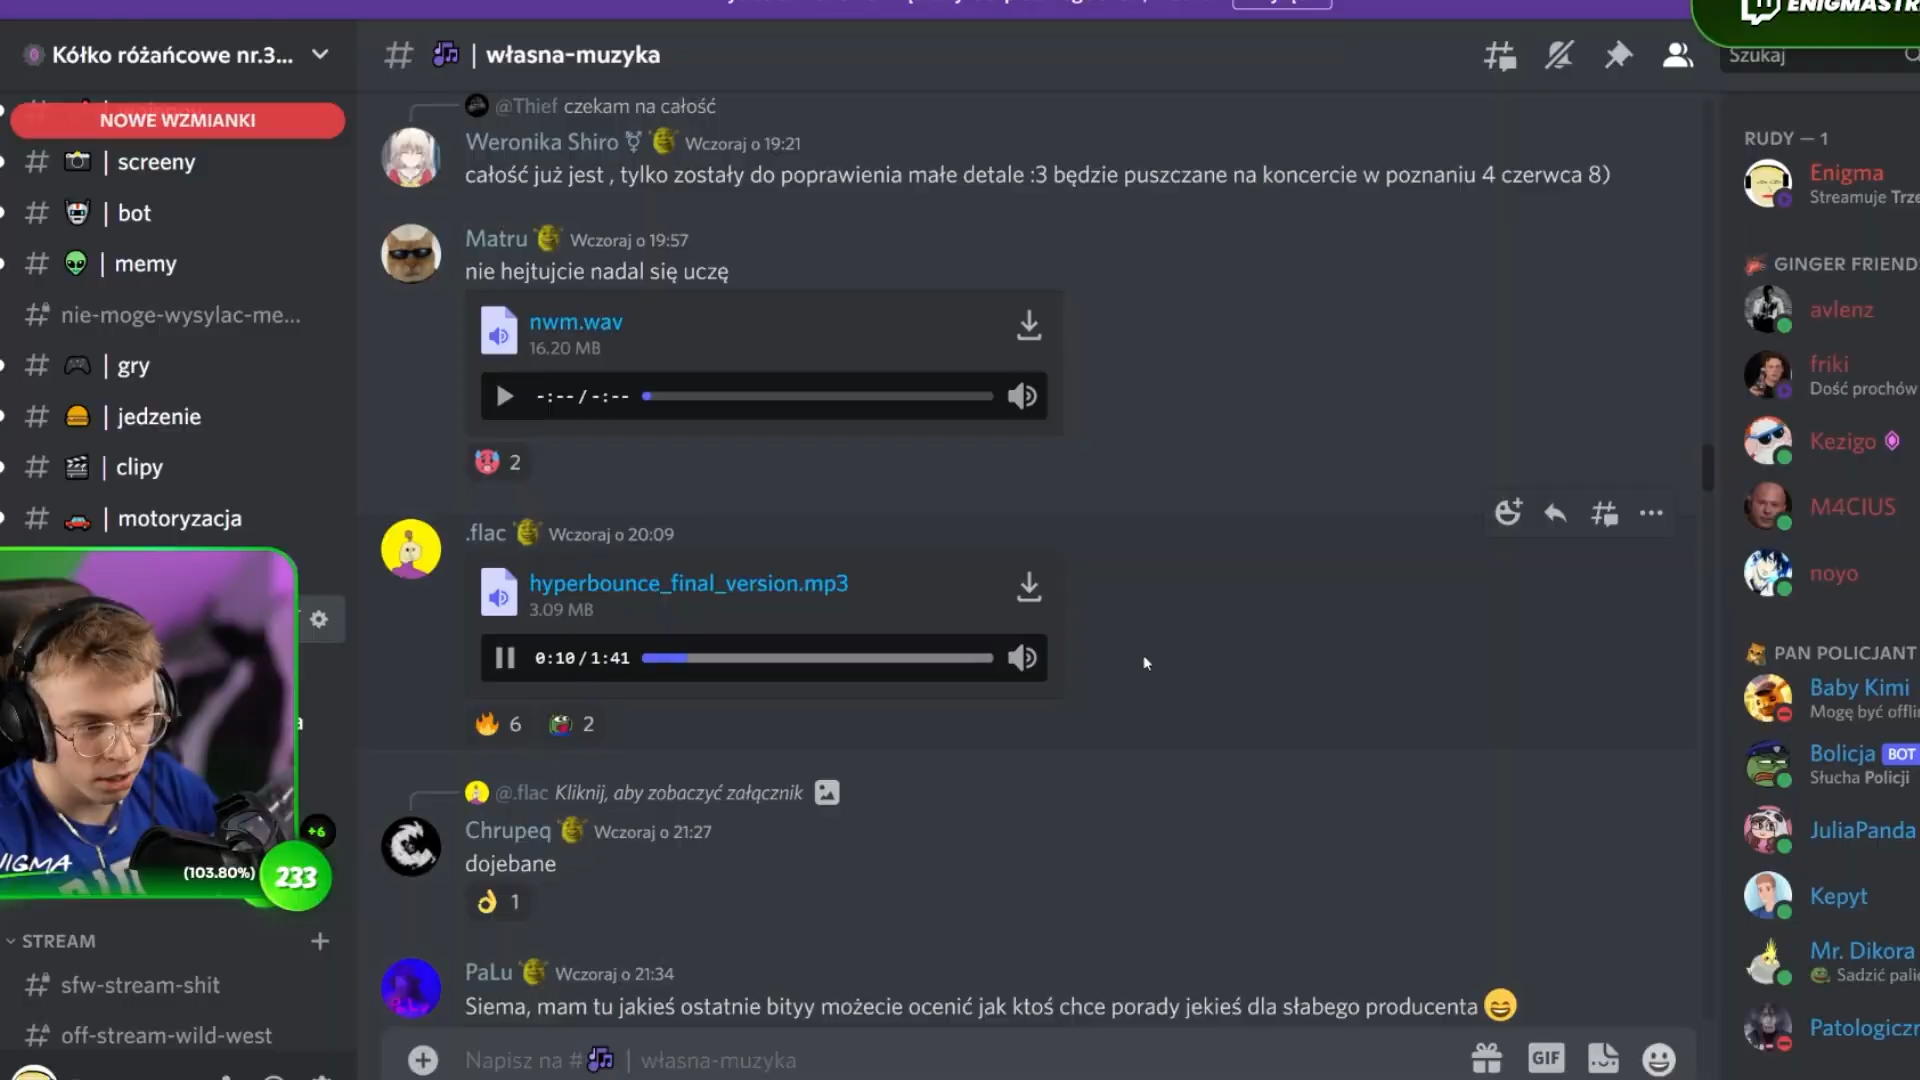 Kółko różańcowe nr.3...
NOWE WZMIANKI
# | screeny
# | bot
# | memy
nie-moge-wysylac-me...
# | gry
# | jedzenie
# | clipy
# | motoryzacja
+6
(103.80%)
233
STREAM
sfw-stream-shit
off-stream-wild-west
# | własna-muzyka
@Thief czekam na całość
Weronika Shiro Wczoraj o 19:21
całość już jest , tylko zostały do poprawienia małe detale :3 będzie puszczane na koncercie w poznaniu 4 czerwca 8)
Matru Wczoraj o 19:57
nie hejtujcie nadal się uczę
nwm.wav
16.20 MB
-:-- / -:--
2
.flac Wczoraj o 20:09
hyperbounce_final_version.mp3
3.09 MB
0:10 / 1:41
6 2
@.flac Kliknij, aby zobaczyć załącznik
Chrupeq Wczoraj o 21:27
dojebane
1
PaLu Wczoraj o 21:34
Siema, mam tu jakieś ostatnie bityy możecie ocenić jak ktoś chce porady jekieś dla słabego producenta
Napisz na # | własna-muzyka
GIF
Szukaj
RUDY — 1
Enigma
Streamuje Trze
GINGER FRIENDS
avlenz
friki
Dość prochów
Kezigo
M4CIUS
noyo
PAN POLICJANT
Baby Kimi
Mogę być offlin
Bolicja BOT
Słucha Policji
JuliaPanda
Kepyt
Mr. Dikora
Sadzić palic
Patologiczn